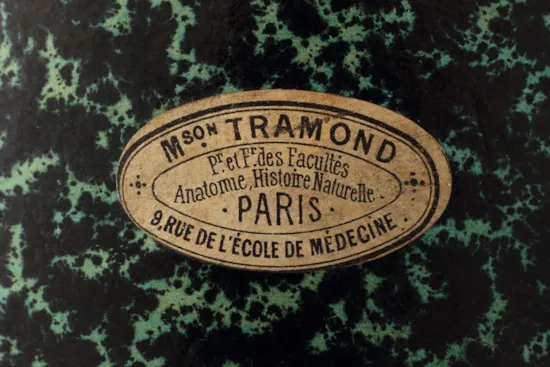 Mson TRAMOND
Pr. et Fr. des Facultés
Anatomie, Histoire Naturelle
PARIS
9, RUE DE L'ÉCOLE DE MÉDECINE